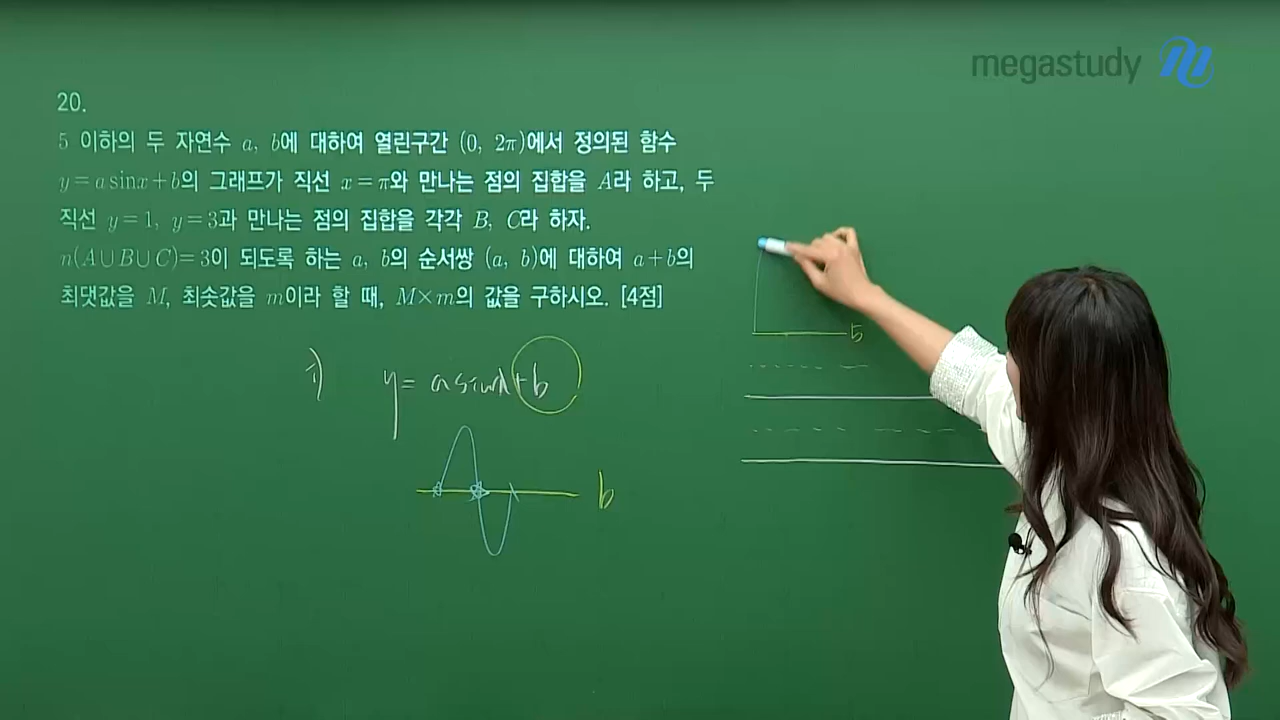 megastudy
20.
5 이하의 두 자연수 a, b에 대하여 열린구간 (0, 2π)에서 정의된 함수
y = a sinx + b의 그래프가 직선 x = π와 만나는 점의 집합을 A라 하고, 두
직선 y = 1, y = 3과 만나는 점의 집합을 각각 B, C라 하자.
n(A∪B∪C) = 3이 되도록 하는 a, b의 순서쌍 (a, b)에 대하여 a+b의
최댓값을 M, 최솟값을 m이라 할 때, M×m의 값을 구하시오. [4점]
i) y = a sinx + b
b
5